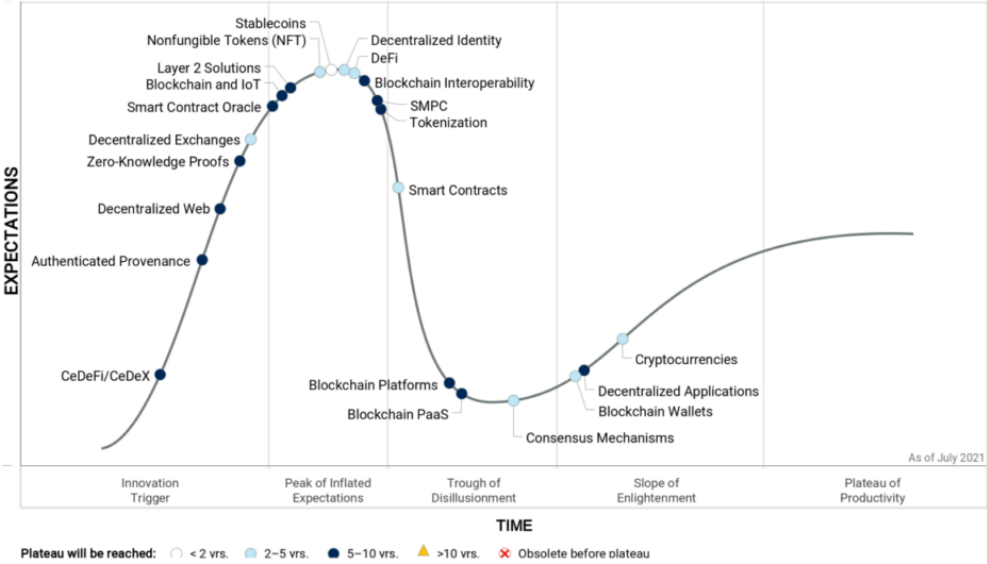 Stablecoins
Nonfungible Tokens (NFT)
Decentralized Identity
DeFi
Layer 2 Solutions
Blockchain and IoT
Blockchain Interoperability
Smart Contract Oracle
SMPC
Tokenization
Decentralized Exchanges
Zero-Knowledge Proofs
Smart Contracts
Decentralized Web
Authenticated Provenance
CeDeFi/CeDeX
Blockchain Platforms
Blockchain PaaS
Consensus Mechanisms
Cryptocurrencies
Decentralized Applications
Blockchain Wallets
EXPECTATIONS
As of July 2021
Innovation
Trigger
Peak of Inflated
Expectations
Trough of
Disillusionment
Slope of
Enlightenment
Plateau of
Productivity
TIME
Plateau will be reached: < 2 yrs. 2–5 yrs. 5–10 yrs. >10 yrs. Obsolete before plateau